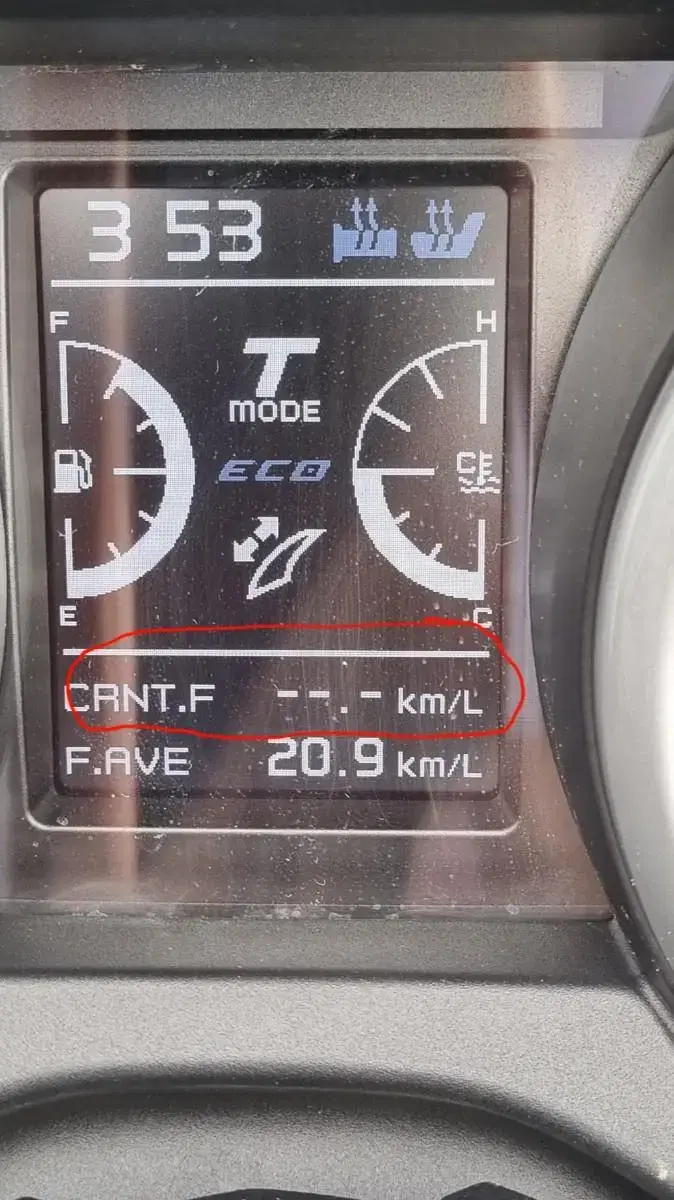 3 53
F
H
T
MODE
ECO
E
C
CRNT.F --.- km/L
F.AVE 20.9 km/L